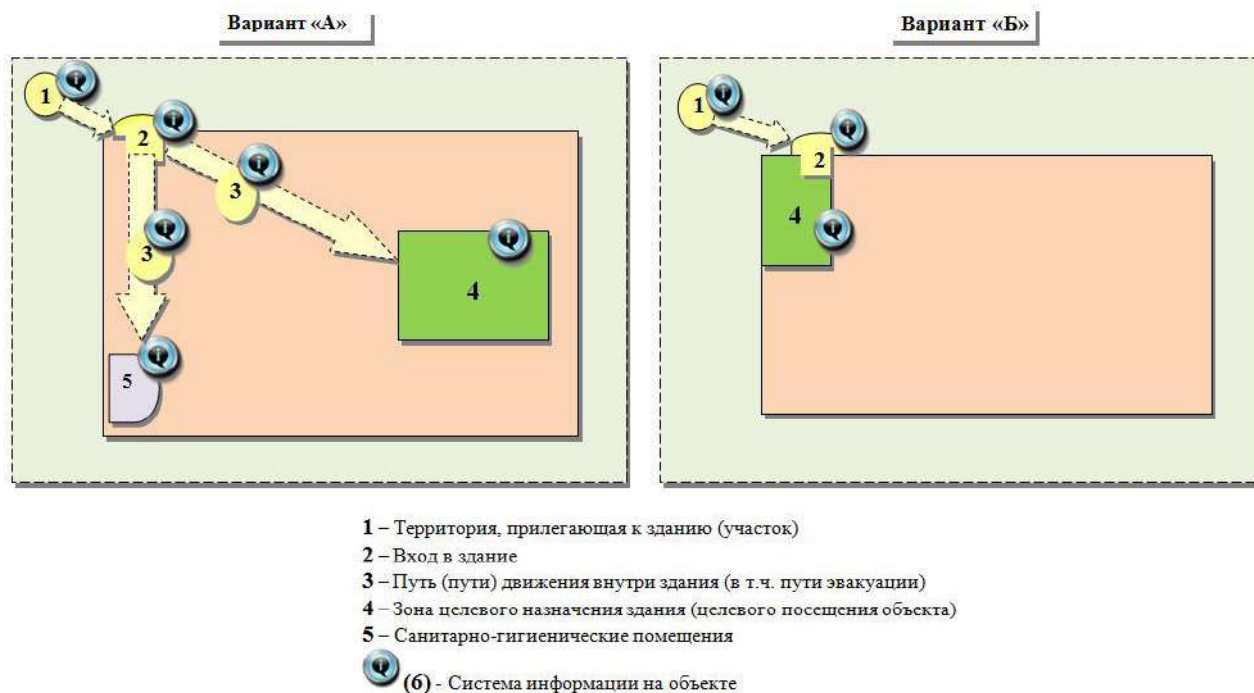 Вариант «А»
Вариант «Б»
1
2
3
3
4
5
1
2
4
1 – Территория, прилегающая к зданию (участок)
2 – Вход в здание
3 – Путь (пути) движения внутри здания (в т.ч. пути эвакуации)
4 – Зона целевого назначения здания (целевого посещения объекта)
5 – Санитарно-гигиенические помещения
(6) - Система информации на объекте